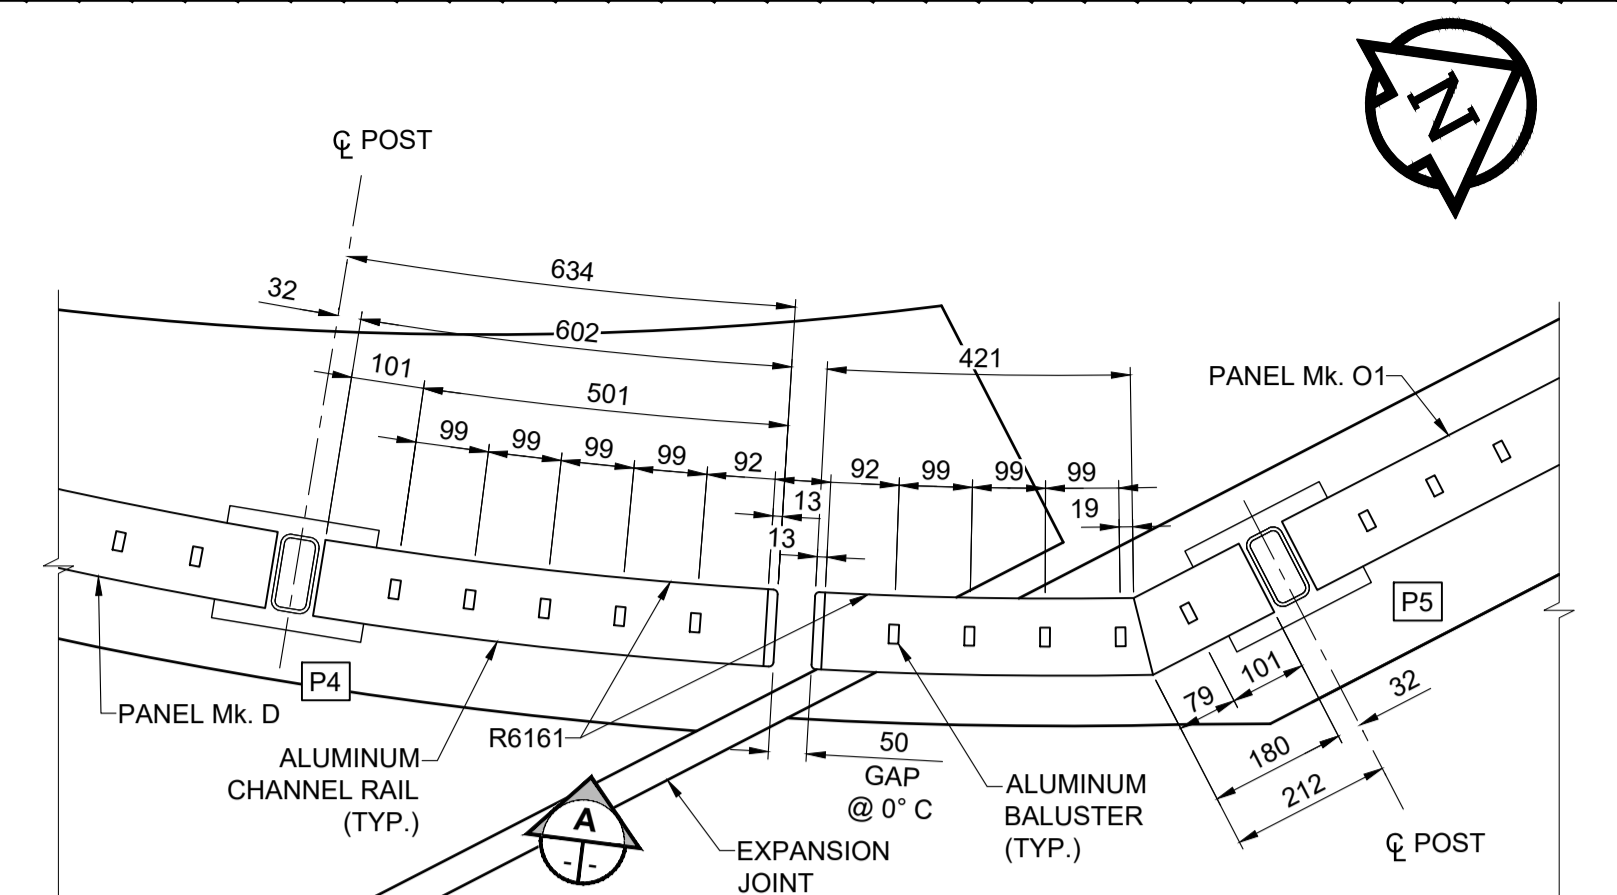 N
℄ POST
634
32
602
101
421
PANEL Mk. O1
501
99
99
99
99
92
92
99
99
99
13
19
13
P5
P4
101
79
32
PANEL Mk. D
R6161
50
GAP
@ 0° C
180
212
ALUMINUM
CHANNEL RAIL
(TYP.)
ALUMINUM
BALUSTER
(TYP.)
A
- -
EXPANSION
JOINT
℄ POST